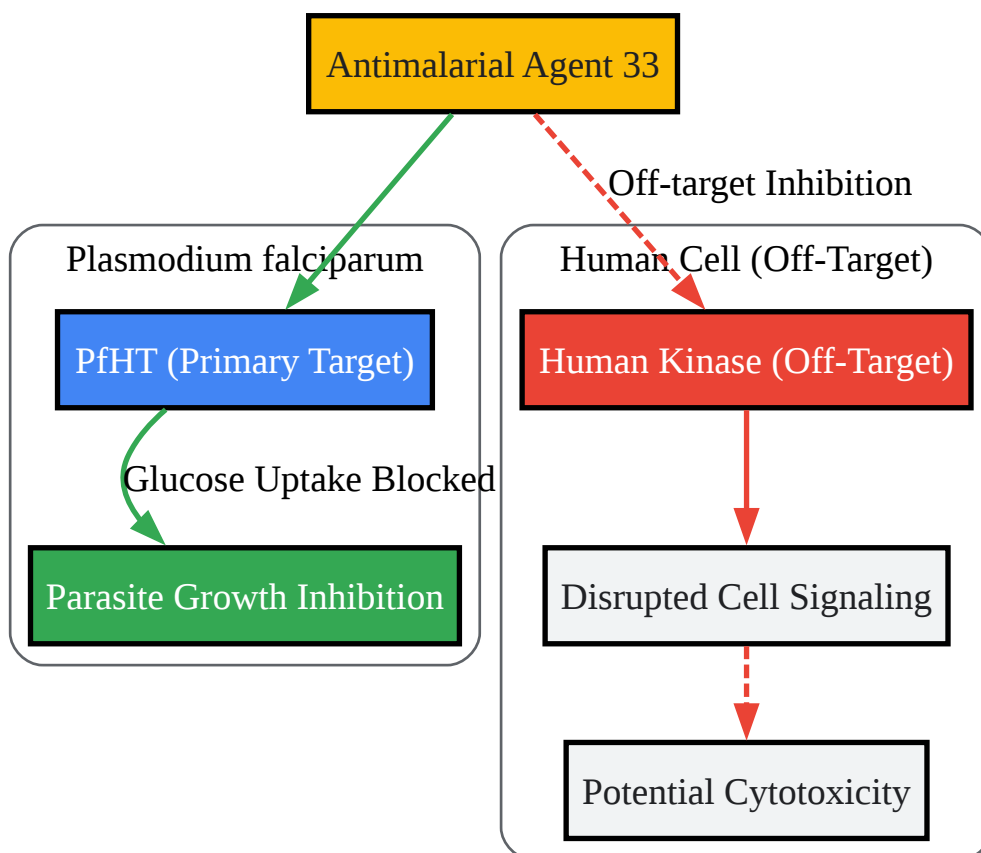 Antimalarial Agent 33
Off-target Inhibition
Plasmodium falciparum
Human Cell (Off-Target)
PfHT (Primary Target)
Human Kinase (Off-Target)
Glucose Uptake Blocked
Parasite Growth Inhibition
Disrupted Cell Signaling
Potential Cytotoxicity